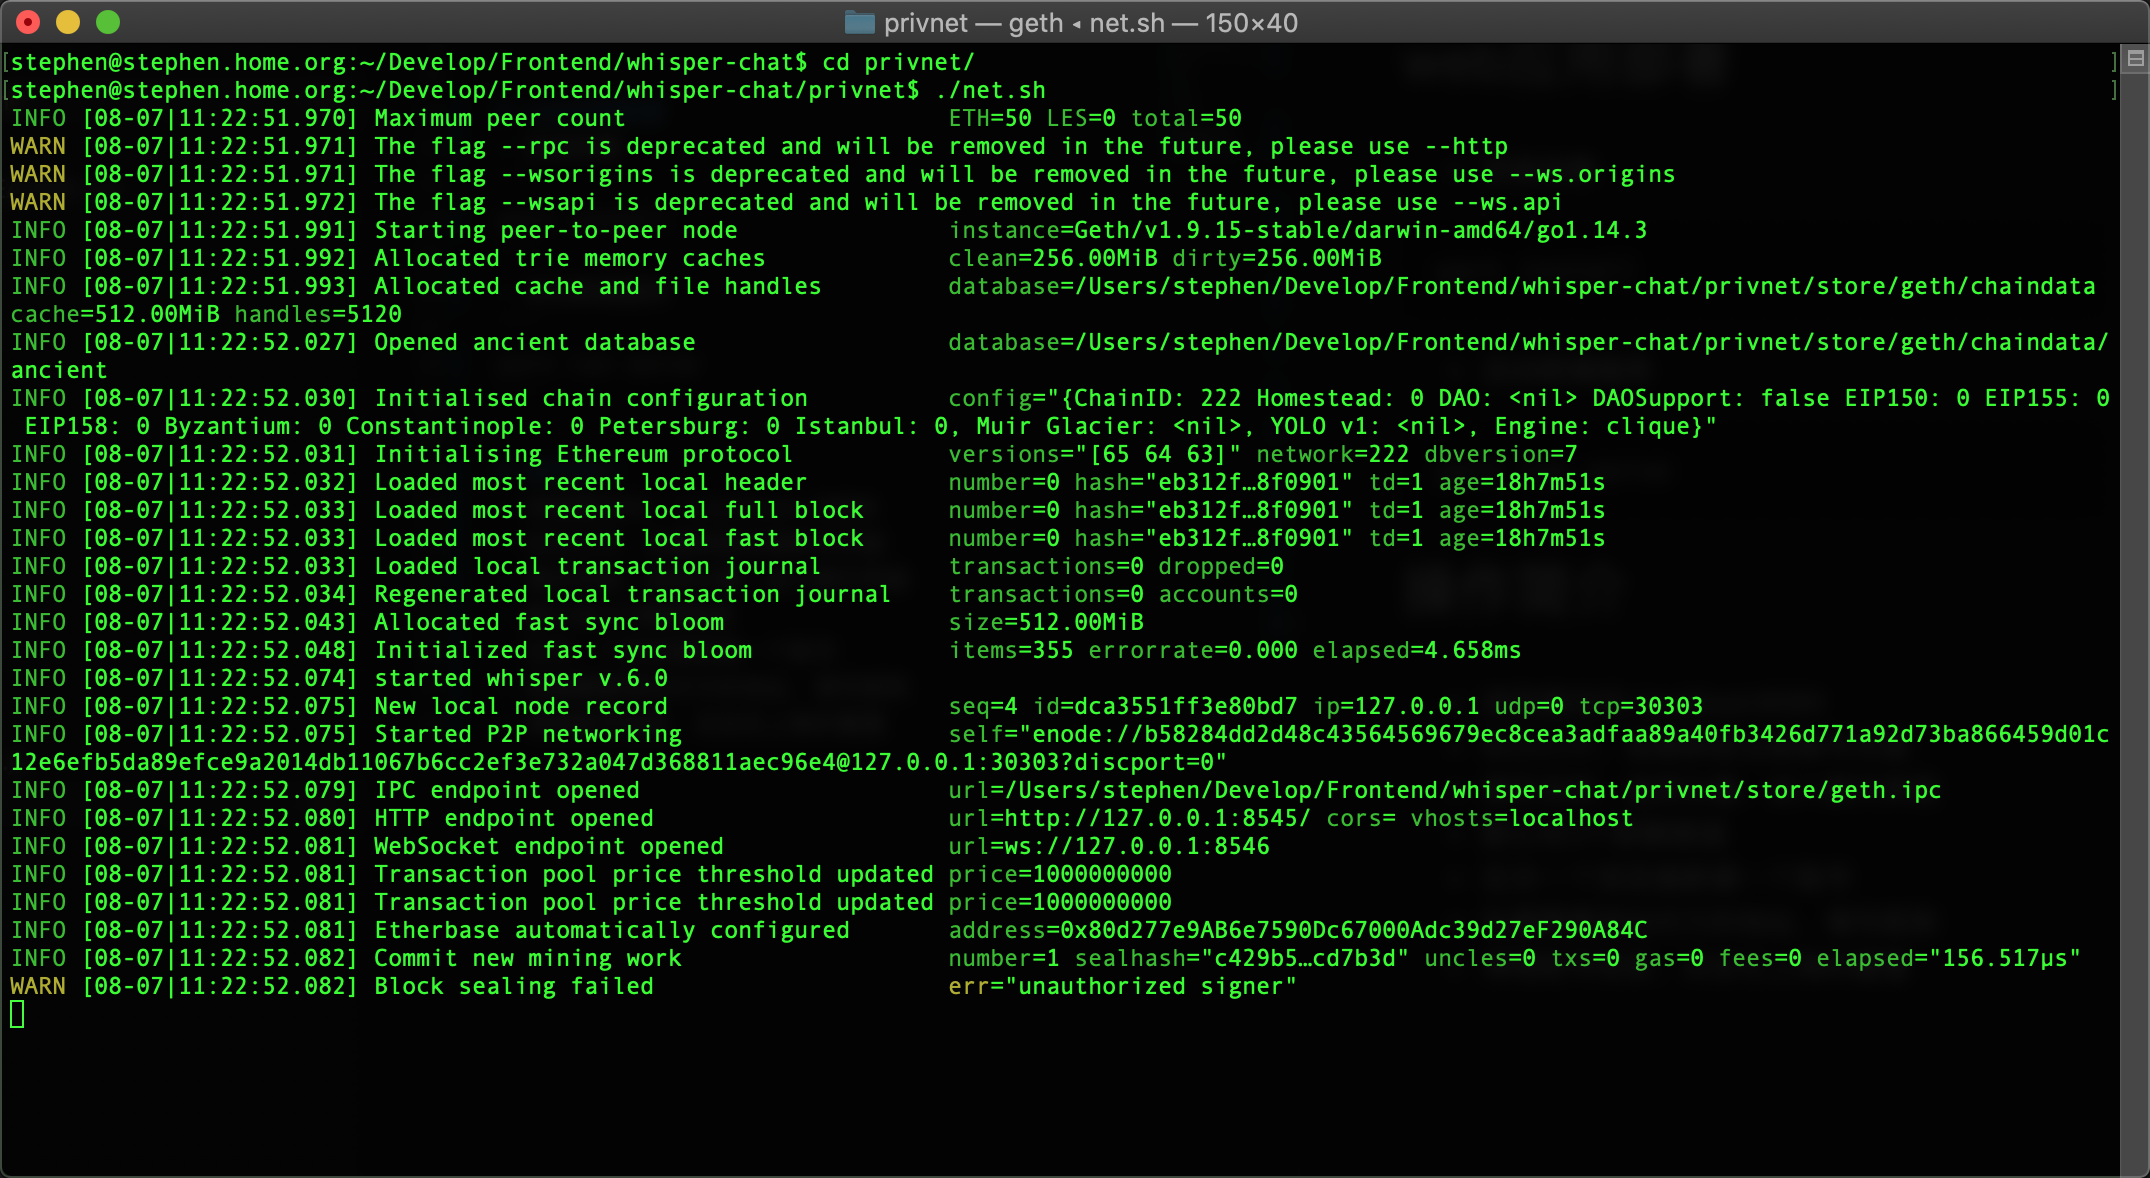 privnet — geth ◂ net.sh — 150×40
[stephen@stephen.home.org:~/Develop/Frontend/whisper-chat$ cd privnet/ ]
[stephen@stephen.home.org:~/Develop/Frontend/whisper-chat/privnet$ ./net.sh ]
INFO [08-07|11:22:51.970] Maximum peer count ETH=50 LES=0 total=50
WARN [08-07|11:22:51.971] The flag --rpc is deprecated and will be removed in the future, please use --http
WARN [08-07|11:22:51.971] The flag --wsorigins is deprecated and will be removed in the future, please use --ws.origins
WARN [08-07|11:22:51.972] The flag --wsapi is deprecated and will be removed in the future, please use --ws.api
INFO [08-07|11:22:51.991] Starting peer-to-peer node instance=Geth/v1.9.15-stable/darwin-amd64/go1.14.3
INFO [08-07|11:22:51.992] Allocated trie memory caches clean=256.00MiB dirty=256.00MiB
INFO [08-07|11:22:51.993] Allocated cache and file handles database=/Users/stephen/Develop/Frontend/whisper-chat/privnet/store/geth/chaindata
cache=512.00MiB handles=5120
INFO [08-07|11:22:52.027] Opened ancient database database=/Users/stephen/Develop/Frontend/whisper-chat/privnet/store/geth/chaindata/
ancient
INFO [08-07|11:22:52.030] Initialised chain configuration config="{ChainID: 222 Homestead: 0 DAO: <nil> DAOSupport: false EIP150: 0 EIP155: 0
EIP158: 0 Byzantium: 0 Constantinople: 0 Petersburg: 0 Istanbul: 0, Muir Glacier: <nil>, YOLO v1: <nil>, Engine: clique}"
INFO [08-07|11:22:52.031] Initialising Ethereum protocol versions="[65 64 63]" network=222 dbversion=7
INFO [08-07|11:22:52.032] Loaded most recent local header number=0 hash="eb312f…8f0901" td=1 age=18h7m51s
INFO [08-07|11:22:52.033] Loaded most recent local full block number=0 hash="eb312f…8f0901" td=1 age=18h7m51s
INFO [08-07|11:22:52.033] Loaded most recent local fast block number=0 hash="eb312f…8f0901" td=1 age=18h7m51s
INFO [08-07|11:22:52.033] Loaded local transaction journal transactions=0 dropped=0
INFO [08-07|11:22:52.034] Regenerated local transaction journal transactions=0 accounts=0
INFO [08-07|11:22:52.043] Allocated fast sync bloom size=512.00MiB
INFO [08-07|11:22:52.048] Initialized fast sync bloom items=355 errorrate=0.000 elapsed=4.658ms
INFO [08-07|11:22:52.074] started whisper v.6.0
INFO [08-07|11:22:52.075] New local node record seq=4 id=dca3551ff3e80bd7 ip=127.0.0.1 udp=0 tcp=30303
INFO [08-07|11:22:52.075] Started P2P networking self="enode://b58284dd2d48c43564569679ec8cea3adfaa89a40fb3426d771a92d73ba866459d01c
12e6efb5da89efce9a2014db11067b6cc2ef3e732a047d368811aec96e4@127.0.0.1:30303?discport=0"
INFO [08-07|11:22:52.079] IPC endpoint opened url=/Users/stephen/Develop/Frontend/whisper-chat/privnet/store/geth.ipc
INFO [08-07|11:22:52.080] HTTP endpoint opened url=http://127.0.0.1:8545/ cors= vhosts=localhost
INFO [08-07|11:22:52.081] WebSocket endpoint opened url=ws://127.0.0.1:8546
INFO [08-07|11:22:52.081] Transaction pool price threshold updated price=1000000000
INFO [08-07|11:22:52.081] Transaction pool price threshold updated price=1000000000
INFO [08-07|11:22:52.081] Etherbase automatically configured address=0x80d277e9AB6e7590Dc67000Adc39d27eF290A84C
INFO [08-07|11:22:52.082] Commit new mining work number=1 sealhash="c429b5…cd7b3d" uncles=0 txs=0 gas=0 fees=0 elapsed="156.517µs"
WARN [08-07|11:22:52.082] Block sealing failed err="unauthorized signer"